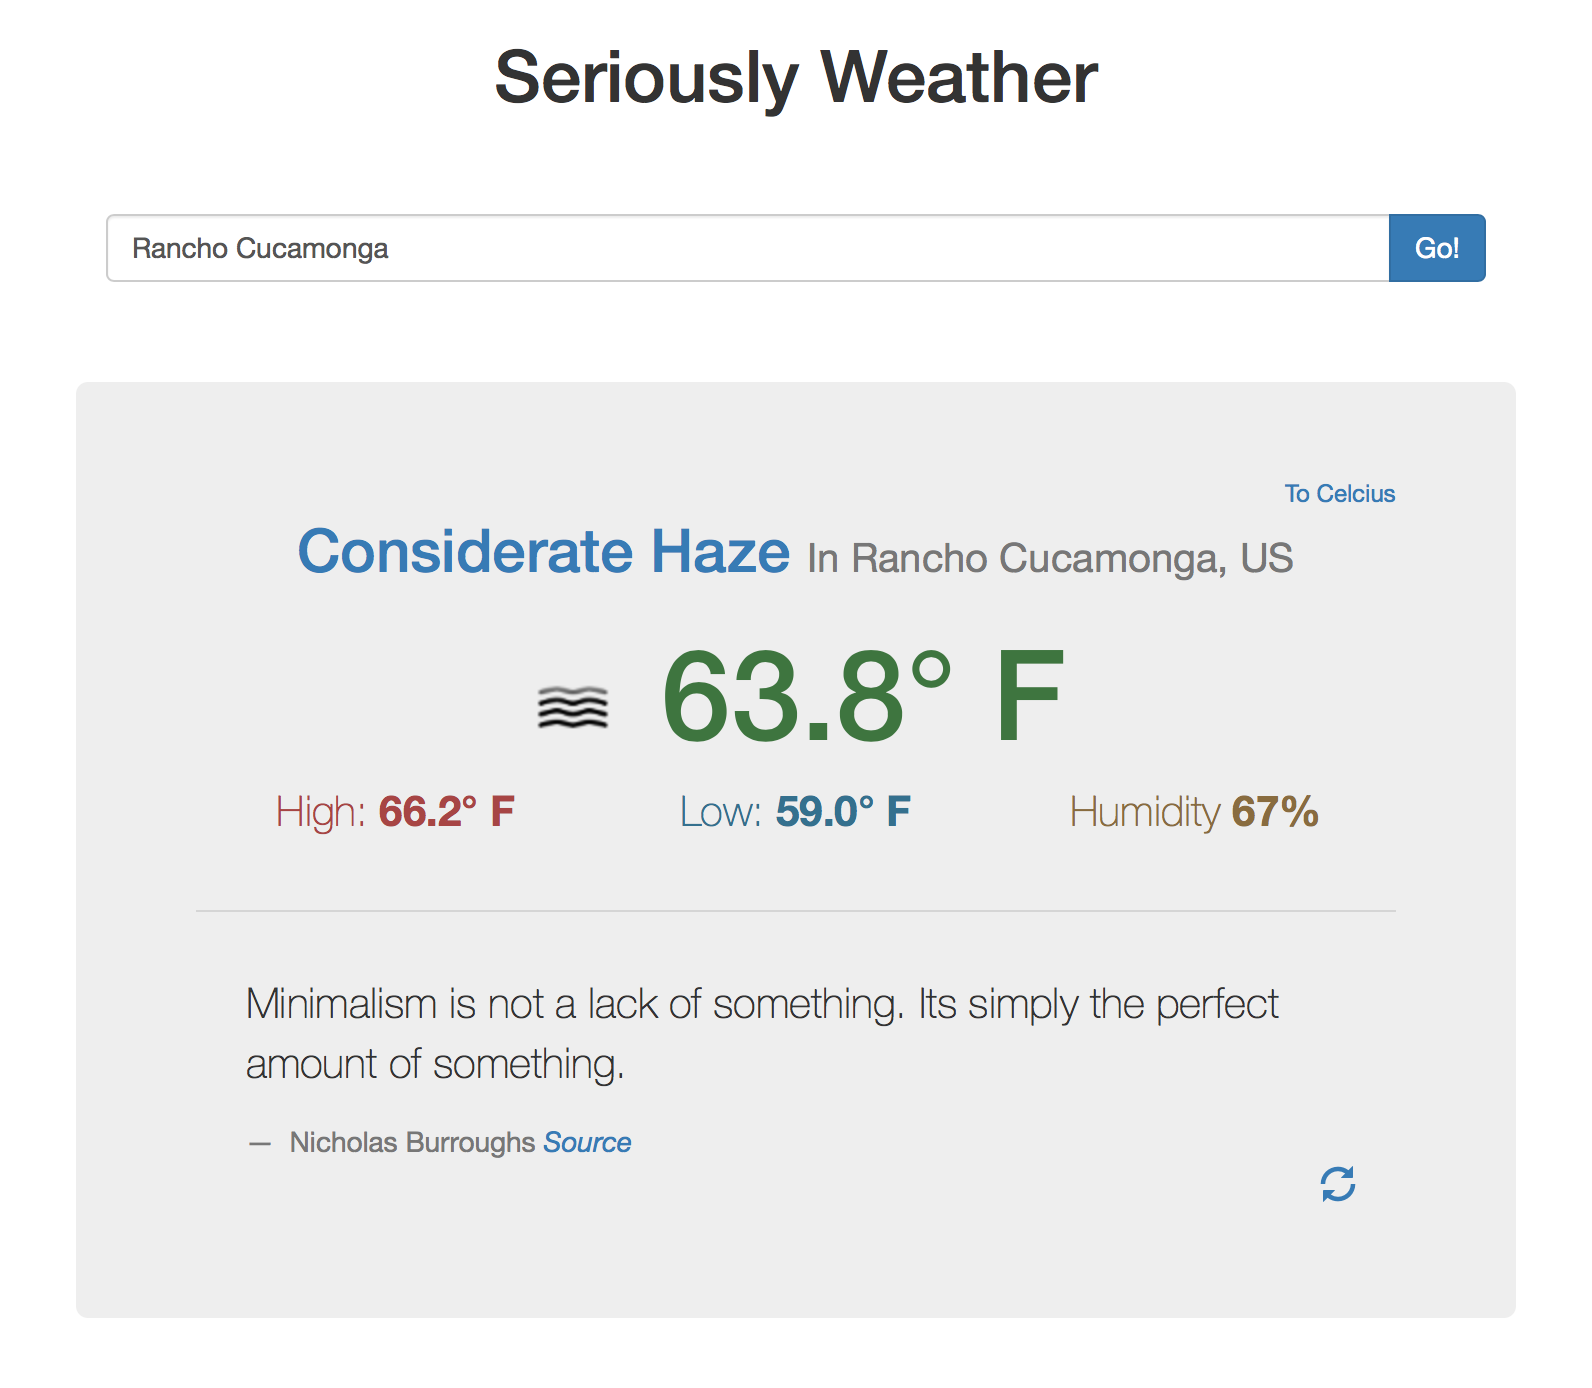 Seriously Weather
Rancho Cucamonga
Go!
To Celcius
Considerate Haze In Rancho Cucamonga, US
63.8° F
High: 66.2° F
Low: 59.0° F
Humidity 67%
Minimalism is not a lack of something. Its simply the perfect
amount of something.
— Nicholas Burroughs Source